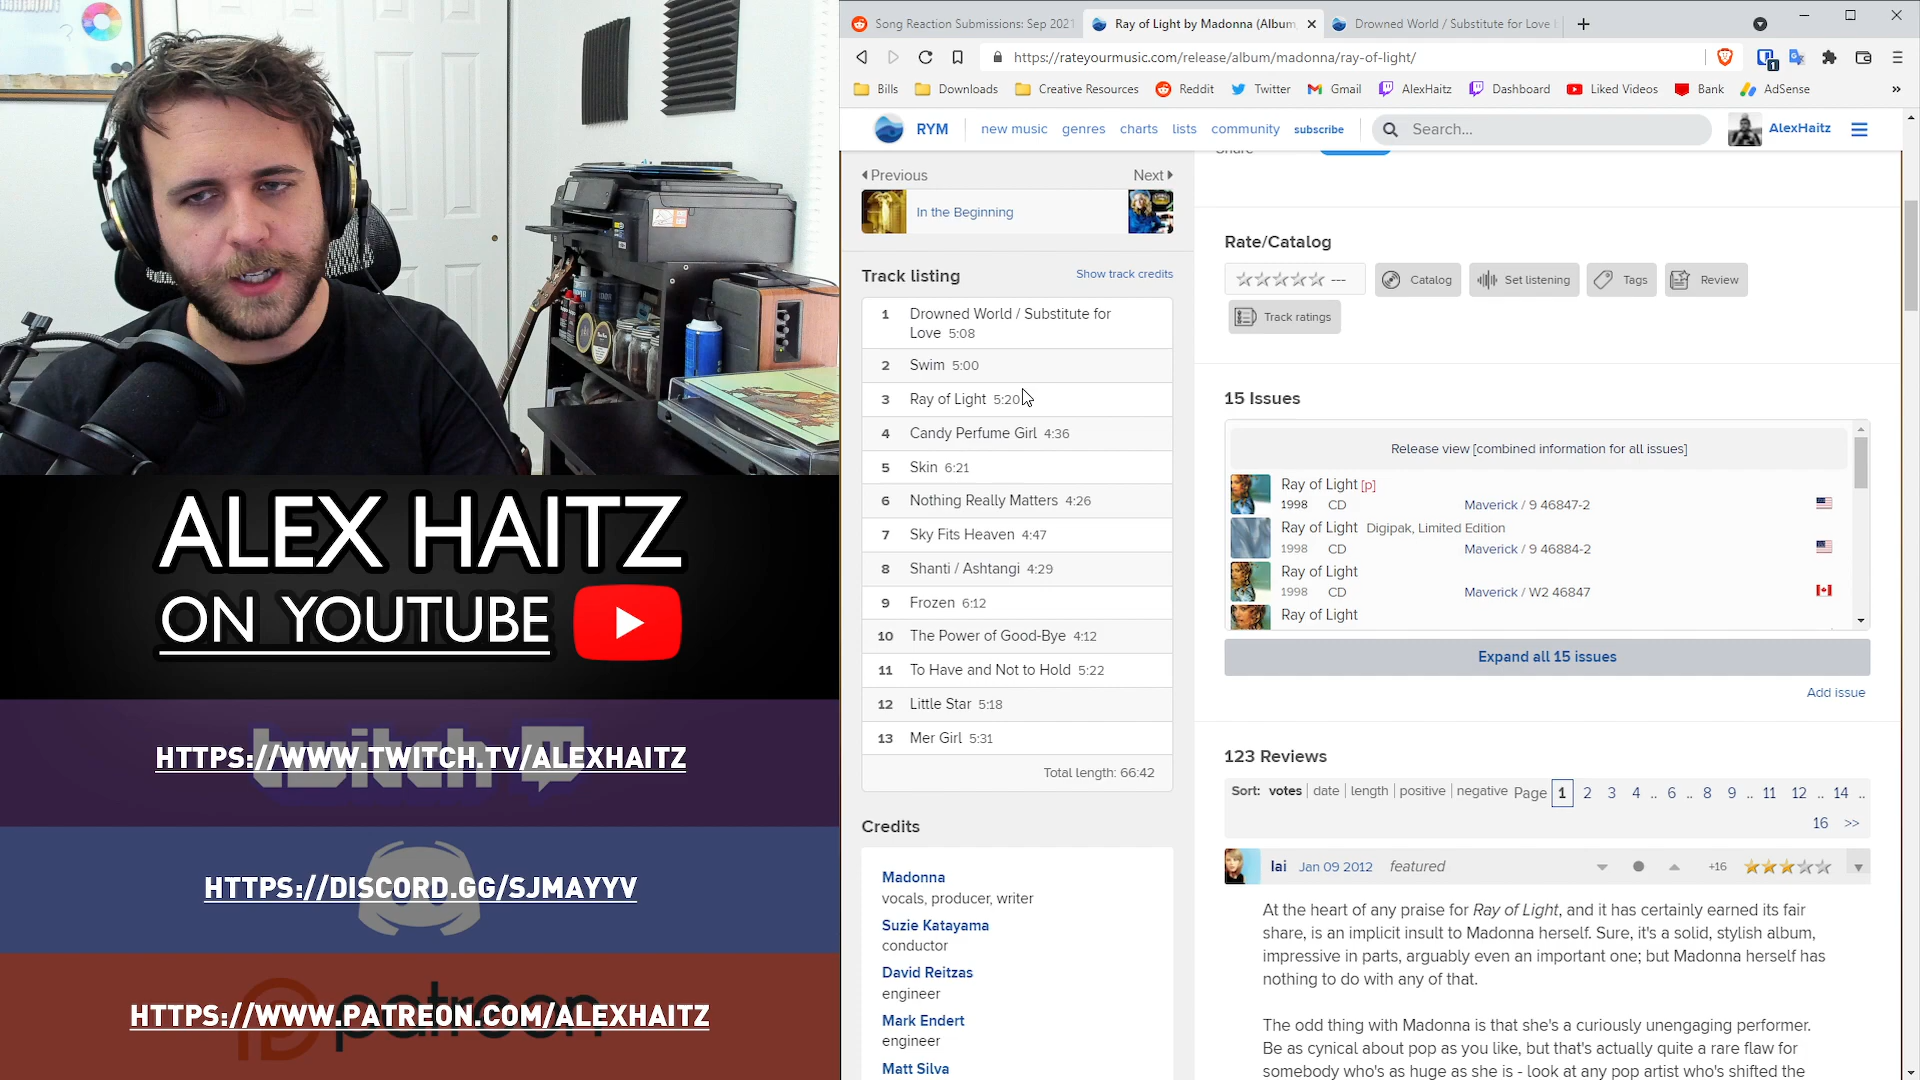 Song Reaction Submissions: Sep 2021
Ray of Light by Madonna (Album,
Drowned World / Substitute for Love
https://rateyourmusic.com/release/album/madonna/ray-of-light/
1
Bills
Downloads
Creative Resources
Reddit
Twitter
Gmail
AlexHaitz
Dashboard
Liked Videos
Bank
AdSense
RYM
new music
genres
charts
lists
community
subscribe
Search...
AlexHaitz
Share
Previous
Next
In the Beginning
Track listing
Show track credits
1 Drowned World / Substitute for
Love 5:08
2 Swim 5:00
3 Ray of Light 5:20
4 Candy Perfume Girl 4:36
5 Skin 6:21
6 Nothing Really Matters 4:26
7 Sky Fits Heaven 4:47
8 Shanti / Ashtangi 4:29
9 Frozen 6:12
10 The Power of Good-Bye 4:12
11 To Have and Not to Hold 5:22
12 Little Star 5:18
13 Mer Girl 5:31
Total length: 66:42
Credits
Madonna
vocals, producer, writer
Suzie Katayama
conductor
David Reitzas
engineer
Mark Endert
engineer
Matt Silva
Rate/Catalog
---
Catalog
Set listening
Tags
Review
Track ratings
15 Issues
Release view [combined information for all issues]
Ray of Light [p]
1998 CD Maverick / 9 46847-2
Ray of Light Digipak, Limited Edition
1998 CD Maverick / 9 46884-2
Ray of Light
1998 CD Maverick / W2 46847
Ray of Light
Expand all 15 issues
Add issue
123 Reviews
Sort: votes | date | length | positive | negative Page 1 2 3 4 .. 6 .. 8 9 .. 11 12 .. 14 ..
16 >>
lai Jan 09 2012 featured +16
At the heart of any praise for Ray of Light, and it has certainly earned its fair
share, is an implicit insult to Madonna herself. Sure, it's a solid, stylish album,
impressive in parts, arguably even an important one; but Madonna herself has
nothing to do with any of that.
The odd thing with Madonna is that she's a curiously unengaging performer.
Be as cynical about pop as you like, but that's actually quite a rare flaw for
somebody who's as huge as she is - look at any pop artist who's shifted the
ALEX HAITZ
ON YOUTUBE
twitch
HTTPS://WWW.TWITCH.TV/ALEXHAITZ
HTTPS://DISCORD.GG/SJMAYYV
patreon
HTTPS://WWW.PATREON.COM/ALEXHAITZ